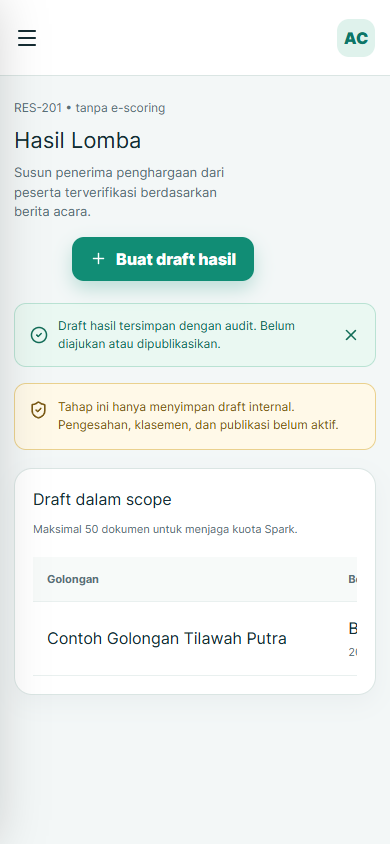 AC
RES-201 • tanpa e-scoring
Hasil Lomba
Susun penerima penghargaan dari
peserta terverifikasi berdasarkan
berita acara.
Buat draft hasil
Draft hasil tersimpan dengan audit. Belum
diajukan atau dipublikasikan.
Tahap ini hanya menyimpan draft internal.
Pengesahan, klasemen, dan publikasi belum aktif.
Draft dalam scope
Maksimal 50 dokumen untuk menjaga kuota Spark.
Golongan
Contoh Golongan Tilawah Putra